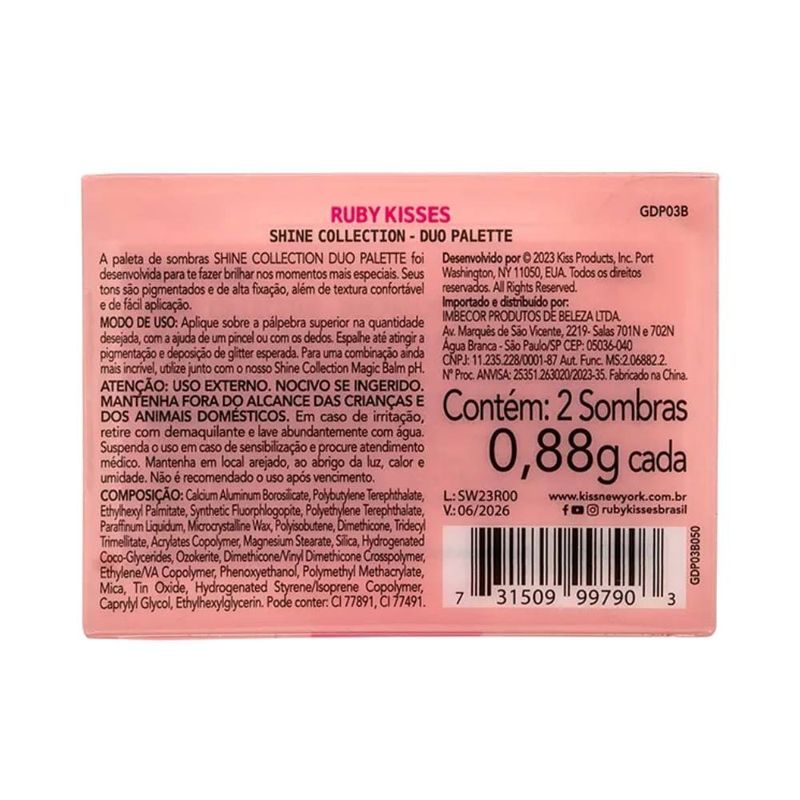 RUBY KISSES
GDP03B
SHINE COLLECTION - DUO PALETTE
A paleta de sombras SHINE COLLECTION DUO PALETTE foi
desenvolvida para te fazer brilhar nos momentos mais especiais. Seus
tons são pigmentados e de alta fixação, além de textura confortável
e de fácil aplicação.
MODO DE USO: Aplique sobre a pálpebra superior na quantidade
desejada, com a ajuda de um pincel ou com os dedos. Espalhe até atingir a
pigmentação e deposição de glitter esperada. Para uma combinação ainda
mais incrível, utilize junto com o nosso Shine Collection Magic Balm pH.
ATENÇÃO: USO EXTERNO. NOCIVO SE INGERIDO.
MANTENHA FORA DO ALCANCE DAS CRIANÇAS E
DOS ANIMAIS DOMÉSTICOS. Em caso de irritação,
retire com demaquilante e lave abundantemente com água.
Suspenda o uso em caso de sensibilização e procure atendimento
médico. Mantenha em local arejado, ao abrigo da luz, calor e
umidade. Não é recomendado o uso após vencimento.
COMPOSIÇÃO: Calcium Aluminum Borosilicate, Polybutylene Terephthalate,
Ethylhexyl Palmitate, Synthetic Fluorphlogopite, Polyethylene Terephthalate,
Paraffinum Liquidum, Microcrystalline Wax, Polyisobutene, Dimethicone, Tridecyl
Trimellitate, Acrylates Copolymer, Magnesium Stearate, Silica, Hydrogenated
Coco-Glycerides, Ozokerite, Dimethicone/Vinyl Dimethicone Crosspolymer,
Ethylene/VA Copolymer, Phenoxyethanol, Polymethyl Methacrylate,
Mica, Tin Oxide, Hydrogenated Styrene/Isoprene Copolymer,
Caprylyl Glycol, Ethylhexylglycerin. Pode conter: CI 77891, CI 77491.
Desenvolvido por © 2023 Kiss Products, Inc. Port
Washington, NY 11050, EUA. Todos os direitos
reservados. All Rights Reserved.
Importado e distribuído por:
IMBECOR PRODUTOS DE BELEZA LTDA.
Av. Marquês de São Vicente, 2219- Salas 701N e 702N
Água Branca - São Paulo/SP CEP: 05036-040
CNPJ: 11.235.228/0001-87 Aut. Func. MS:2.06882.2.
Nº Proc. ANVISA: 25351.263020/2023-35. Fabricado na China.
Contém: 2 Sombras
0,88g cada
L.: SW23R00
V.: 06/2026
www.kissnewyork.com.br
rubykissesbrasil
GDP03B050
7 31509 99790 3